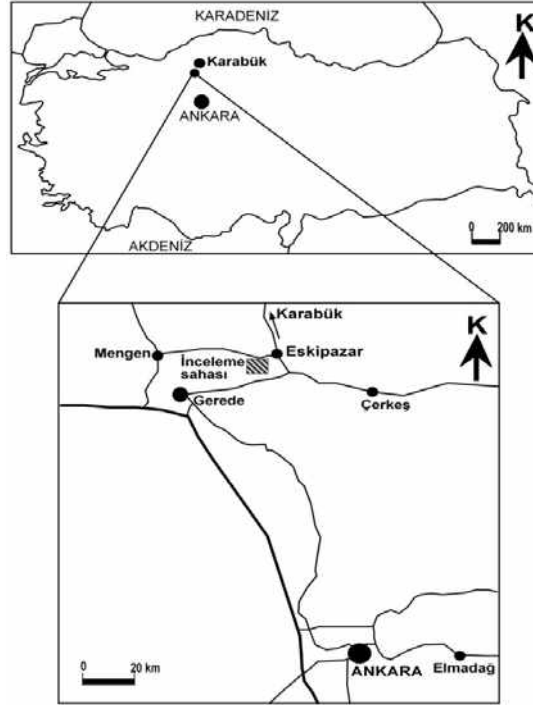 KARADENİZ
K
Karabük
ANKARA
AKDENİZ
0 200 km
Karabük
K
Mengen
İnceleme
sahası
Eskipazar
Gerede
Çerkeş
ANKARA
Elmadağ
0 20 km